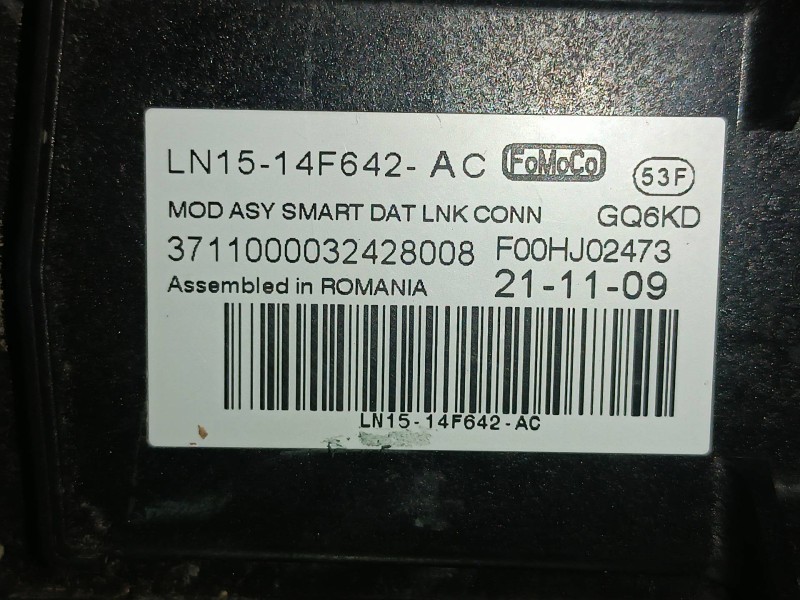 LN15-14F642- AC FoMoCo 53F
MOD ASY SMART DAT LNK CONN GQ6KD
3711000032428008 F00HJ02473
Assembled in ROMANIA 21-11-09
LN15-14F642-AC